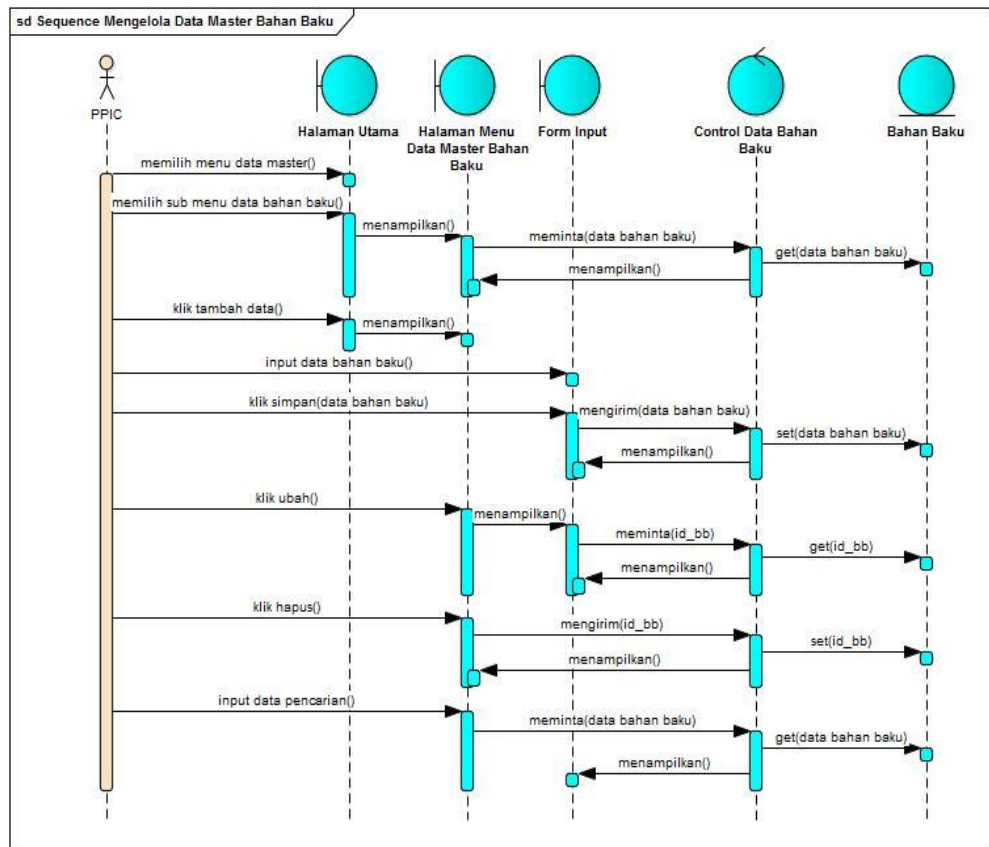 sd Sequence Mengelola Data Master Bahan Baku
PPIC
Halaman Utama
Halaman Menu
Data Master Bahan
Baku
Form Input
Control Data Bahan
Baku
Bahan Baku
memilih menu data master()
memilih sub menu data bahan baku()
menampilkan()
meminta(data bahan baku)
get(data bahan baku)
menampilkan()
klik tambah data()
menampilkan()
input data bahan baku()
klik simpan(data bahan baku)
mengirim(data bahan baku)
set(data bahan baku)
menampilkan()
klik ubah()
menampilkan()
meminta(id_bb)
get(id_bb)
menampilkan()
klik hapus()
mengirim(id_bb)
set(id_bb)
menampilkan()
input data pencarian()
meminta(data bahan baku)
get(data bahan baku)
menampilkan()